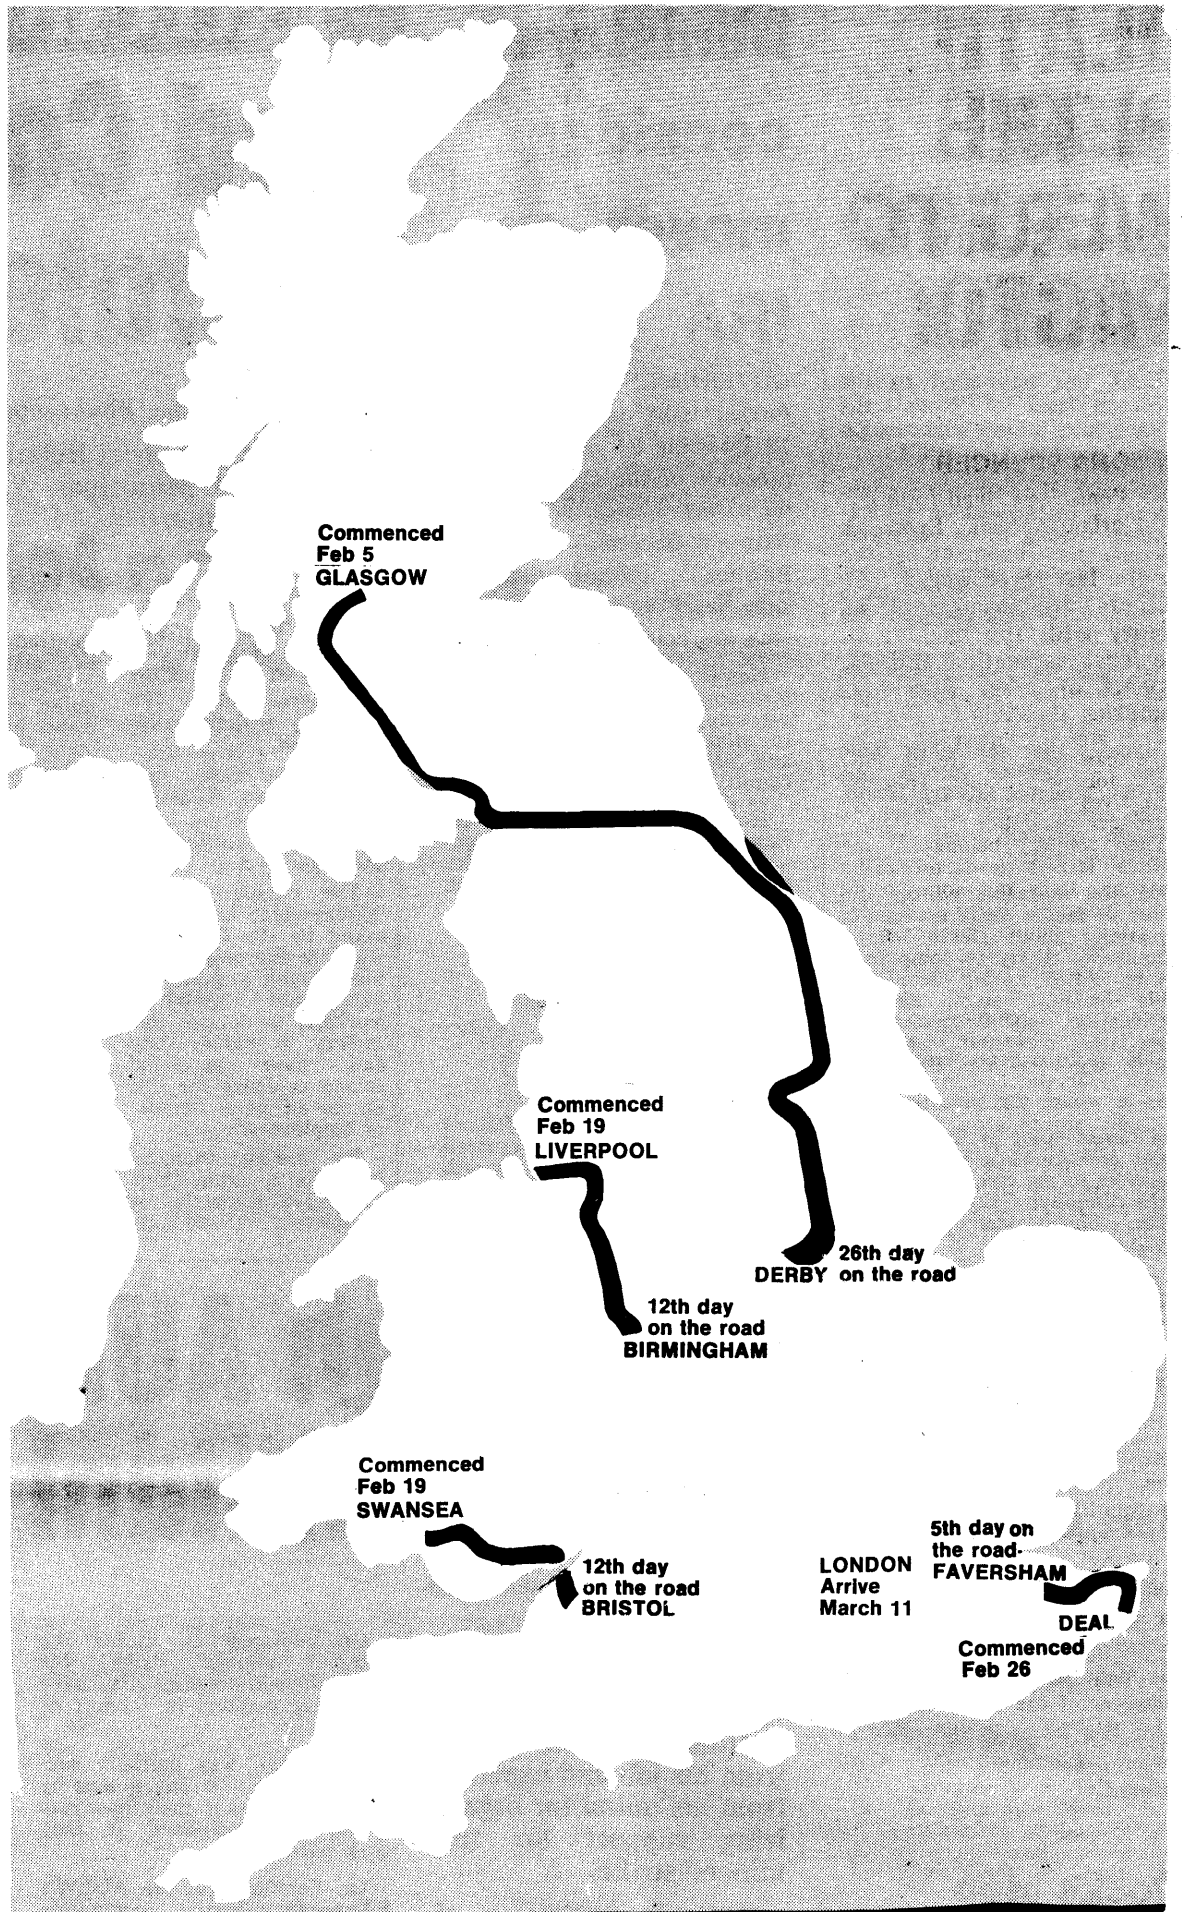 Commenced
Feb 5
GLASGOW
Commenced
Feb 19
LIVERPOOL
26th day
DERBY on the road
12th day
on the road
BIRMINGHAM
Commenced
Feb 19
SWANSEA
12th day
on the road
BRISTOL
LONDON
Arrive
March 11
5th day on
the road-
FAVERSHAM
DEAL
Commenced
Feb 26